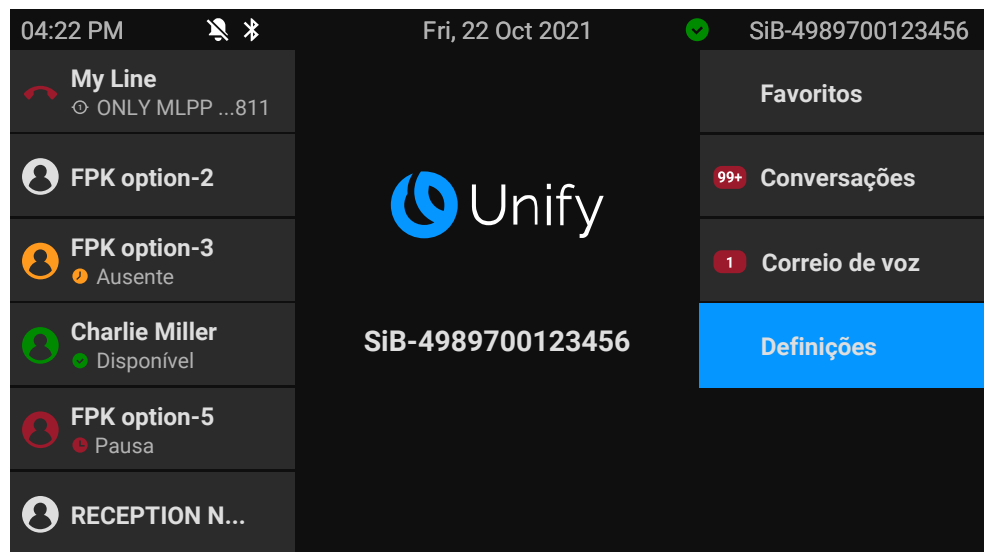 04:22 PM
Fri, 22 Oct 2021
SiB-4989700123456
My Line
ONLY MLPP ...811
FPK option-2
FPK option-3
Ausente
Charlie Miller
Disponível
FPK option-5
Pausa
RECEPTION N...
Unify
SiB-4989700123456
Favoritos
99+ Conversações
1 Correio de voz
Definições